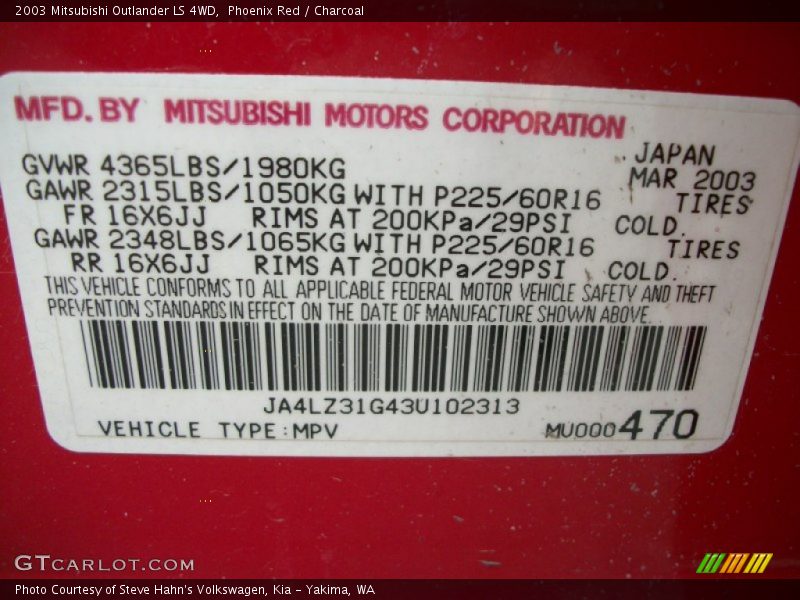 2003 Mitsubishi Outlander LS 4WD,  Phoenix Red / Charcoal
MFD. BY MITSUBISHI MOTORS CORPORATION
GVWR 4365LBS/1980KG JAPAN
MAR 2003
GAWR 2315LBS/1050KG WITH P225/60R16 TIRES
FR 16X6JJ RIMS AT 200KPa/29PSI COLD.
GAWR 2348LBS/1065KG WITH P225/60R16 TIRES
RR 16X6JJ RIMS AT 200KPa/29PSI COLD.
THIS VEHICLE CONFORMS TO ALL APPLICABLE FEDERAL MOTOR VEHICLE SAFETY AND THEFT
PREVENTION STANDARDS IN EFFECT ON THE DATE OF MANUFACTURE SHOWN ABOVE.
JA4LZ31G43U102313
VEHICLE TYPE:MPV MU000470
GTCARLOT.COM
Photo Courtesy of Steve Hahn's Volkswagen, Kia - Yakima, WA